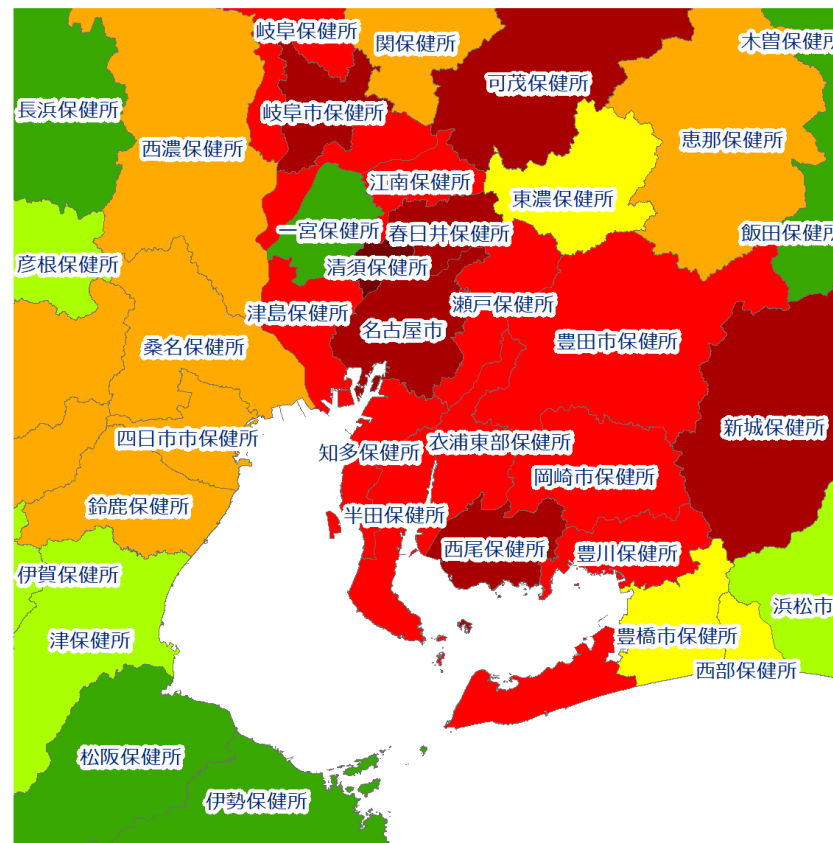 岐阜保健所
関保健所
木曽保健所
可茂保健所
長浜保健所
岐阜市保健所
西濃保健所
恵那保健所
江南保健所
東濃保健所
一宮保健所
春日井保健所
飯田保健所
彦根保健所
清須保健所
瀬戸保健所
津島保健所
名古屋市
豊田市保健所
桑名保健所
新城保健所
四日市市保健所
知多保健所
衣浦東部保健所
岡崎市保健所
鈴鹿保健所
半田保健所
西尾保健所
豊川保健所
伊賀保健所
浜松市
津保健所
豊橋市保健所
西部保健所
松阪保健所
伊勢保健所